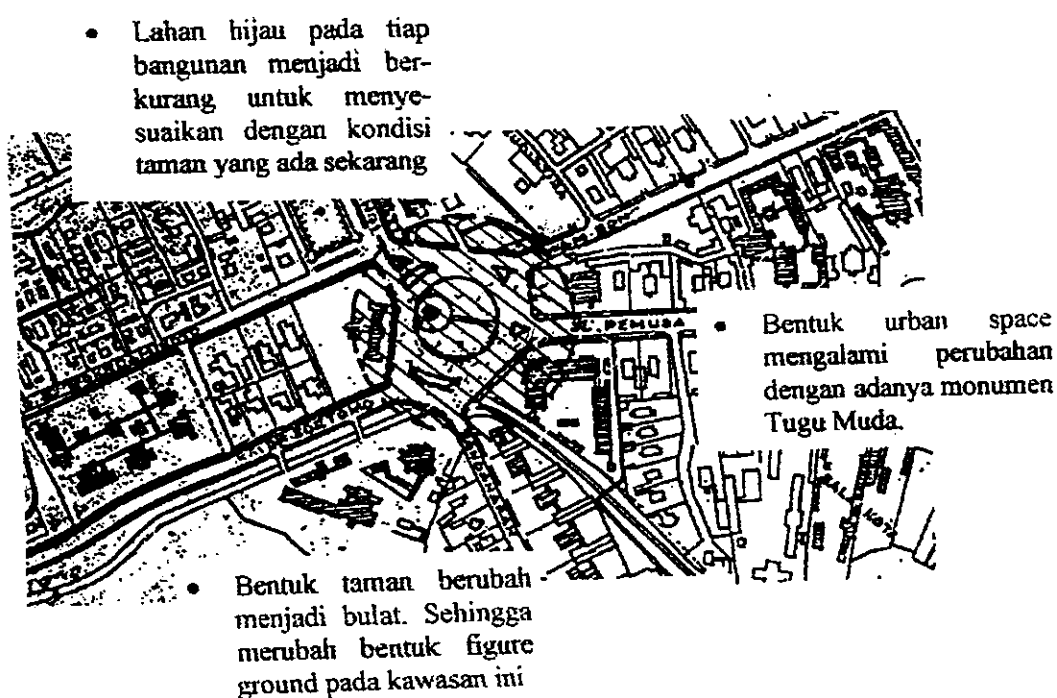 • Lahan hijau pada tiap
bangunan menjadi ber-
kurang untuk menye-
suaikan dengan kondisi
taman yang ada sekarang
JL. PEMUDA
• Bentuk urban space
mengalami perubahan
dengan adanya monumen
Tugu Muda.
• Bentuk taman berubah
menjadi bulat. Sehingga
merubah bentuk figure
ground pada kawasan ini